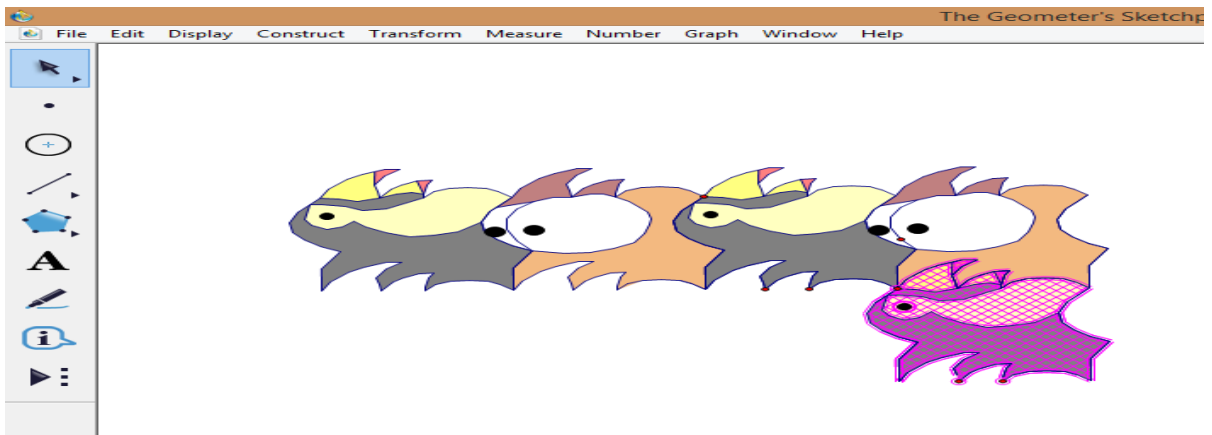 The Geometer's Sketchp
File Edit Display Construct Transform Measure Number Graph Window Help
A
i